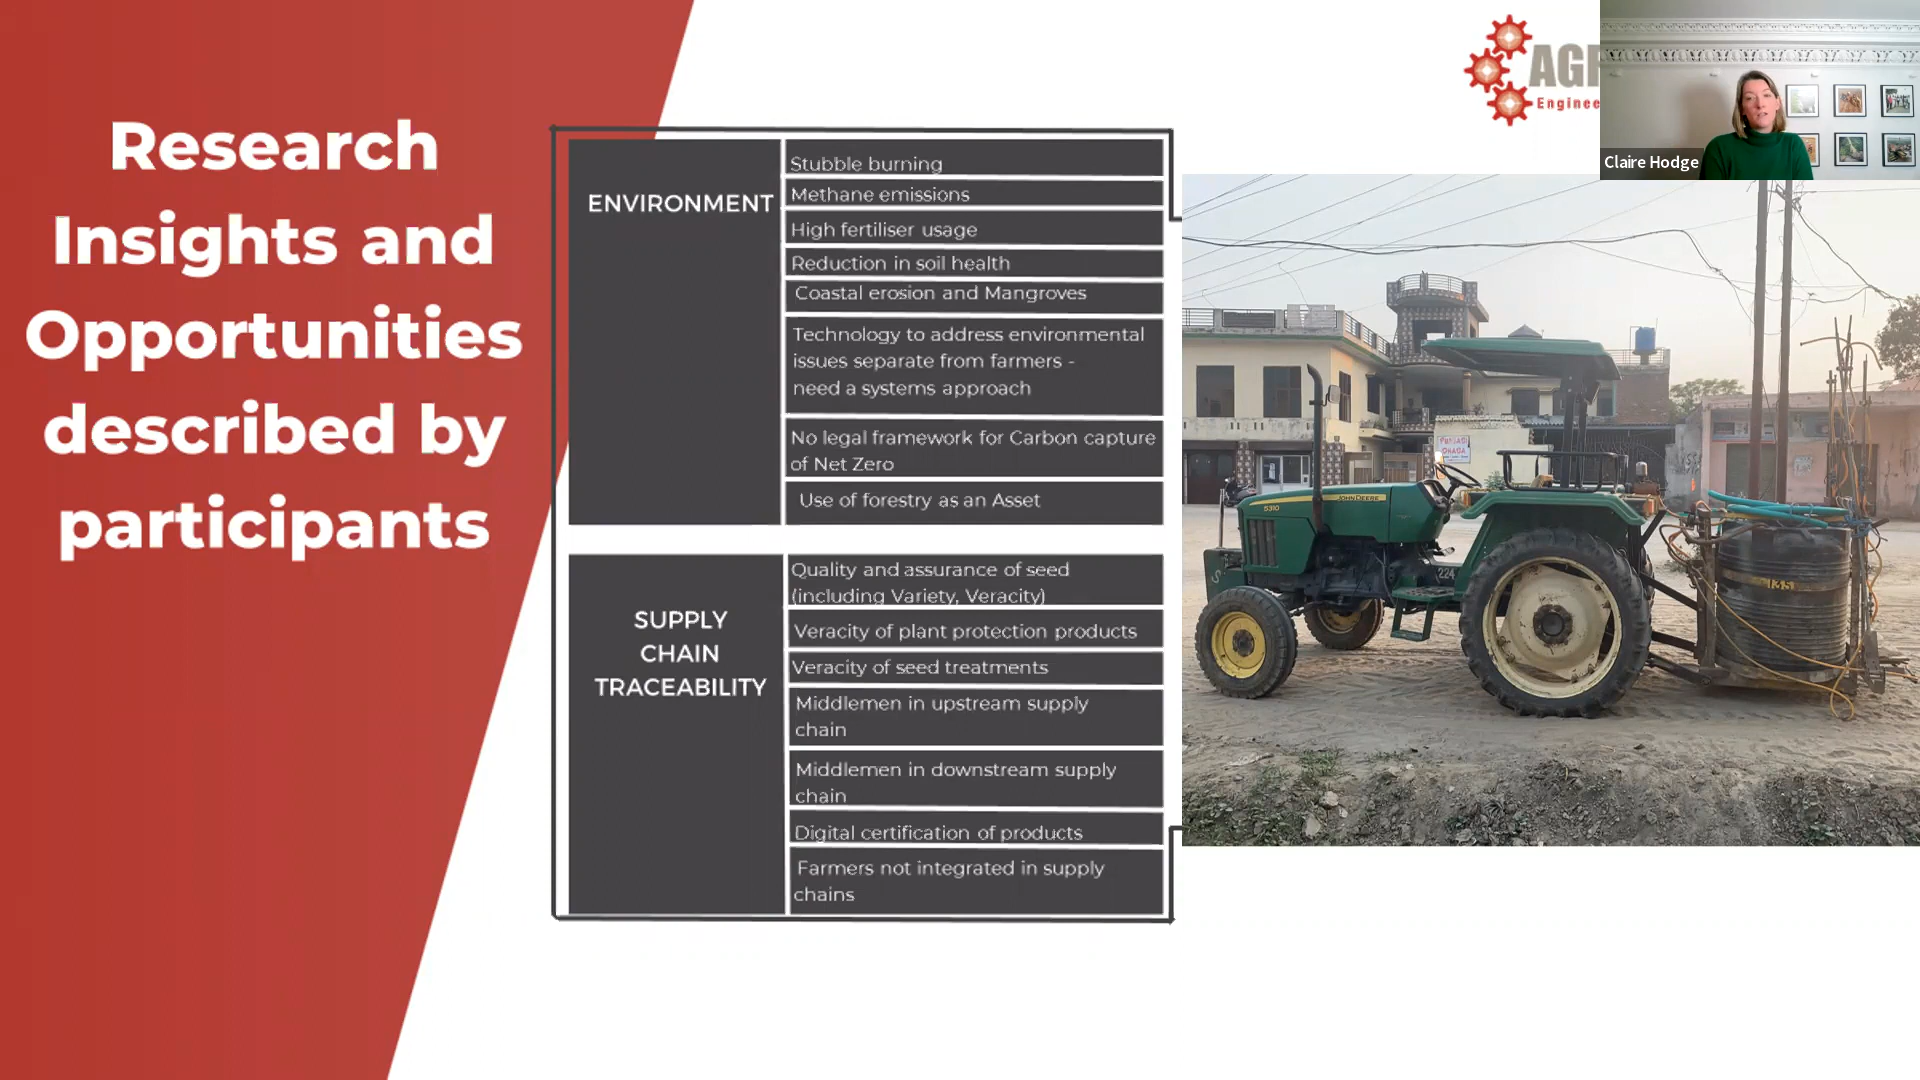 Research
Insights and
Opportunities
described by
participants
ENVIRONMENT
Stubble burning
Methane emissions
High fertiliser usage
Reduction in soil health
Coastal erosion and Mangroves
Technology to address environmental
issues separate from farmers -
need a systems approach
No legal framework for Carbon capture
of Net Zero
Use of forestry as an Asset
SUPPLY
CHAIN
TRACEABILITY
Quality and assurance of seed
(including Variety, Veracity)
Veracity of plant protection products
Veracity of seed treatments
Middlemen in upstream supply
chain
Middlemen in downstream supply
chain
Digital certification of products
Farmers not integrated in supply
chains
Claire Hodge
PUNJABI
DHABA
JOHN DEERE
5310
224
135